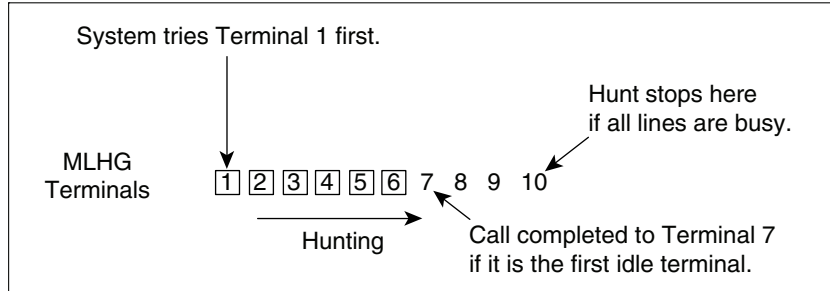 System tries Terminal 1 first.
Hunt stops here
if all lines are busy.
MLHG
Terminals
1 2 3 4 5 6 7 8 9 10
Hunting
Call completed to Terminal 7
if it is the first idle terminal.